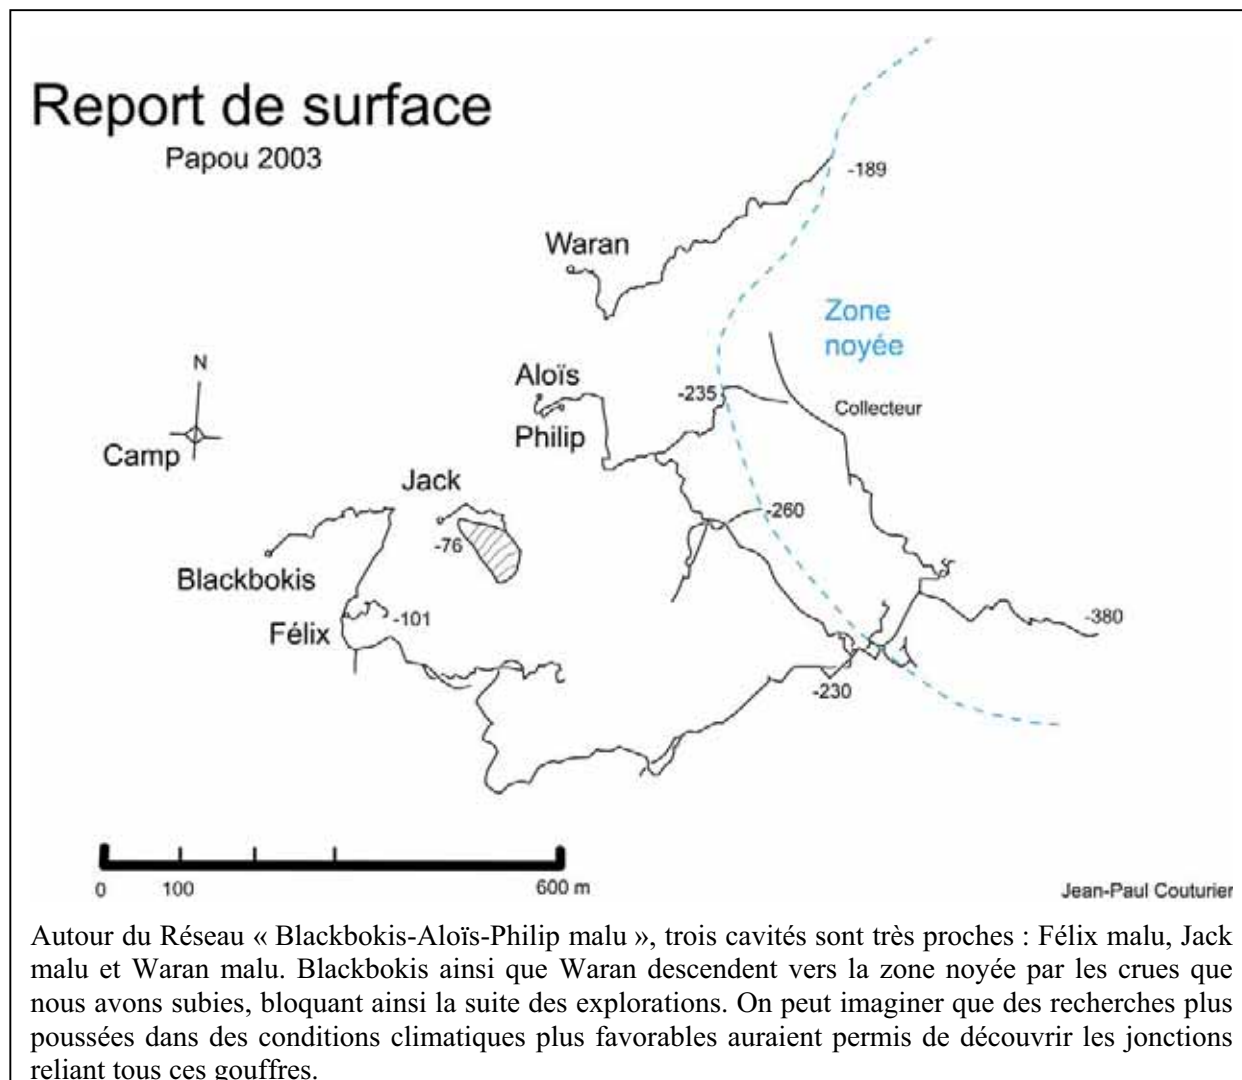 Report de surface
Papou 2003
-189
Waran
Zone
noyée
N
Aloïs
-235
Collecteur
Philip
Camp
Jack
-260
-76
Blackbokis
-101
-380
Félix
-230
0 100 600 m
Jean-Paul Couturier
Autour du Réseau « Blackbokis-Aloïs-Philip malu », trois cavités sont très proches : Félix malu, Jack
malu et Waran malu. Blackbokis ainsi que Waran descendent vers la zone noyée par les crues que
nous avons subies, bloquant ainsi la suite des explorations. On peut imaginer que des recherches plus
poussées dans des conditions climatiques plus favorables auraient permis de découvrir les jonctions
reliant tous ces gouffres.